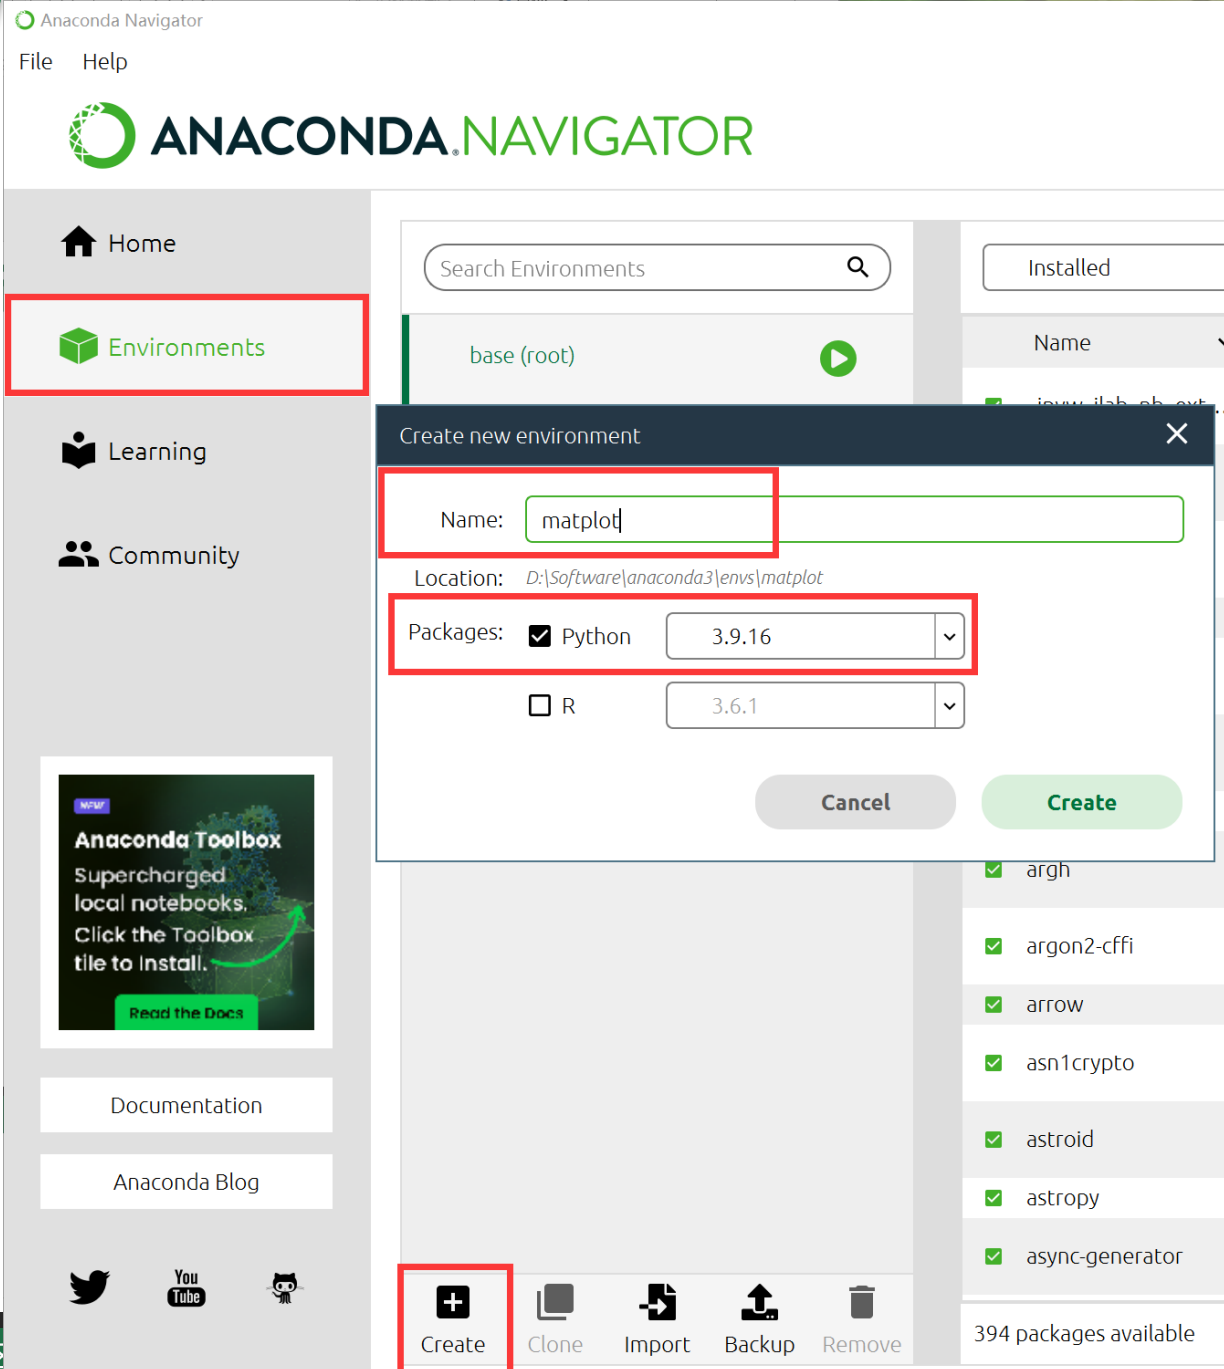 Anaconda Navigator
File Help
ANACONDA.NAVIGATOR
Home
Environments
Learning
Community
NEW
Anaconda Toolbox
Supercharged
local notebooks.
Click the Toolbox
tile to Install.
Read the Docs
Documentation
Anaconda Blog
You
Tube
Search Environments
base (root)
Installed
Name
Create new environment
Name: matplot
Location: D:\Software\anaconda3\envs\matplot
Packages: Python 3.9.16
R 3.6.1
Cancel Create
argh
argon2-cffi
arrow
asn1crypto
astroid
astropy
async-generator
Create Clone Import Backup Remove
394 packages available